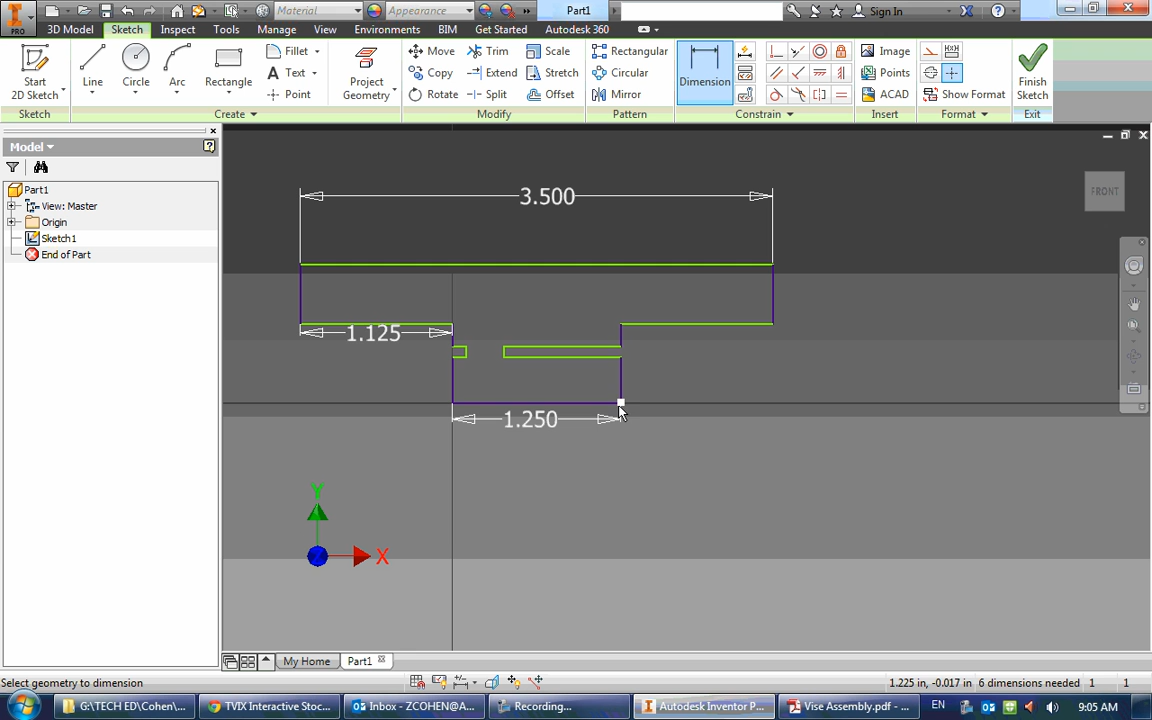 Material
Appearance
Part1
Sign In
PRO
3D Model
Sketch
Inspect
Tools
Manage
View
Environments
BIM
Get Started
Autodesk 360
Start
2D Sketch
Line
Circle
Arc
Rectangle
Fillet
Text
Point
Project
Geometry
Move
Copy
Rotate
Trim
Extend
Split
Scale
Stretch
Offset
Rectangular
Circular
Mirror
Dimension
Image
Points
ACAD
Show Format
Finish
Sketch
Sketch
Create
Modify
Pattern
Constrain
Insert
Format
Exit
Model
Part1
View: Master
Origin
Sketch1
End of Part
FRONT
3.500
1.125
1.250
Y
X
My Home
Part1
Select geometry to dimension
1.225 in, -0.017 in
6 dimensions needed
1
1
G:\TECH ED\Cohen\...
TVIX Interactive Stoc...
Inbox - ZCOHEN@A...
Recording...
Autodesk Inventor P...
Vise Assembly.pdf - ...
EN
9:05 AM